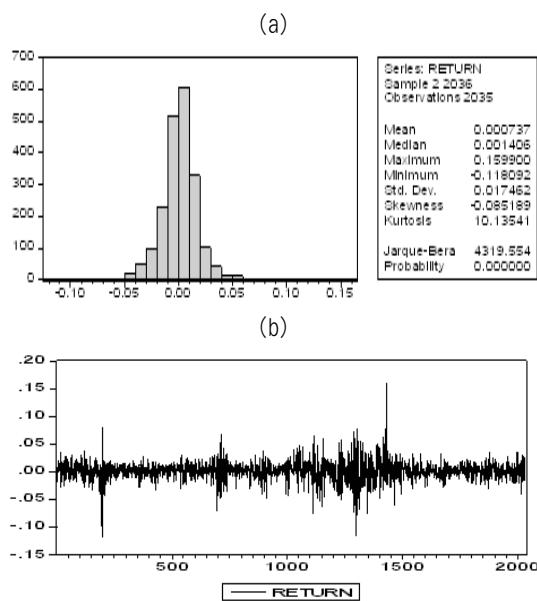 (a)
700
600
500
400
300
200
100
0
-0.10 -0.05 0.00 0.05 0.10 0.15
Series: RETURN
Sample 2 2036
Observations 2035
Mean 0.000737
Median 0.001406
Maximum 0.159900
Minimum -0.118092
Std. Dev. 0.017462
Skewness -0.085189
Kurtosis 10.13541
Jarque-Bera 4319.554
Probability 0.000000
(b)
.20
.15
.10
.05
.00
-.05
-.10
-.15
500 1000 1500 2000
RETURN